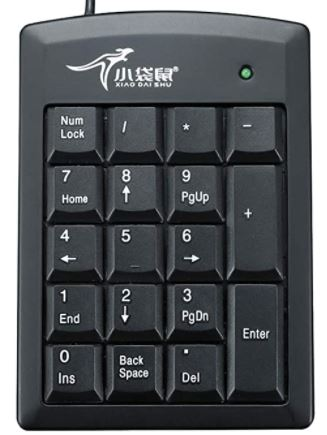 小袋鼠®
XIAO DAI SHU
Num
Lock
/
*
−
7
Home
8
↑
9
PgUp
+
4
←
5
_
6
→
1
End
2
↓
3
PgDn
Enter
0
Ins
Back
Space
.
Del